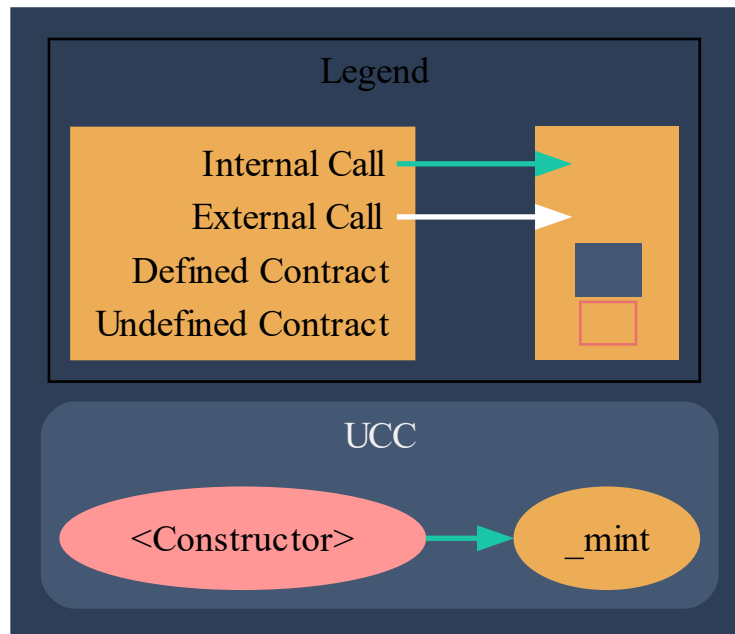 Legend
Internal Call
External Call
Defined Contract
Undefined Contract
UCC
<Constructor>
_mint